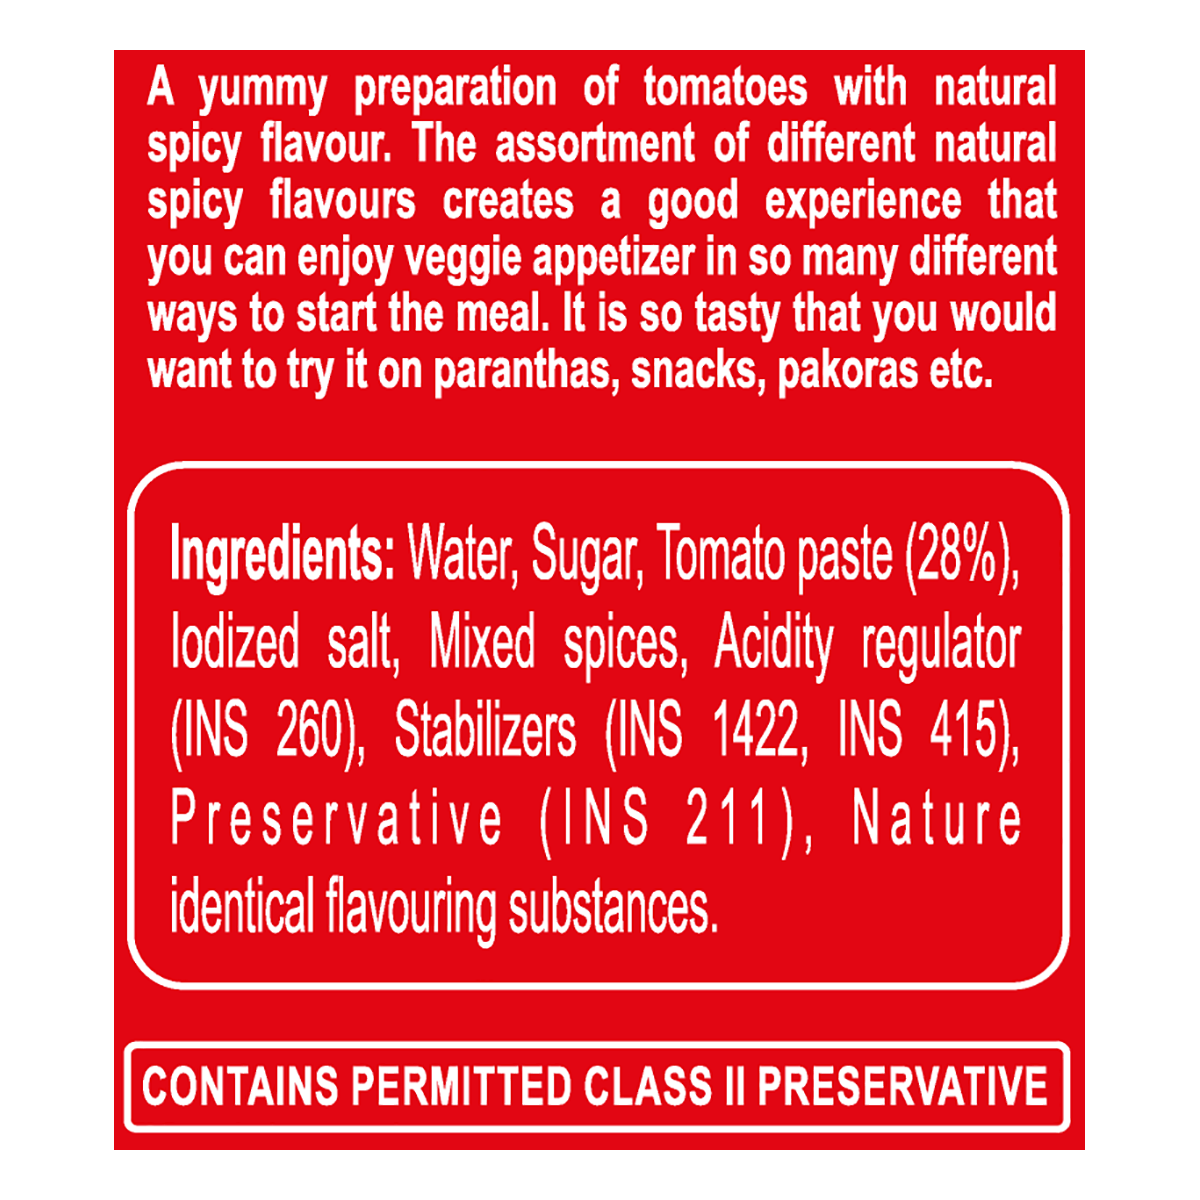 A yummy preparation of tomatoes with natural
spicy flavour. The assortment of different natural
spicy flavours creates a good experience that
you can enjoy veggie appetizer in so many different
ways to start the meal. It is so tasty that you would
want to try it on paranthas, snacks, pakoras etc.
Ingredients: Water, Sugar, Tomato paste (28%),
Iodized salt, Mixed spices, Acidity regulator
(INS 260), Stabilizers (INS 1422, INS 415),
Preservative (INS 211), Nature
identical flavouring substances.
CONTAINS PERMITTED CLASS II PRESERVATIVE